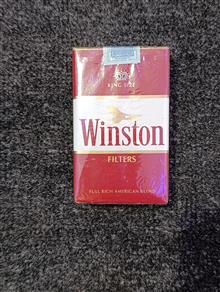 KING SIZE
Winston
FILTERS
FULL RICH AMERICAN BLEND